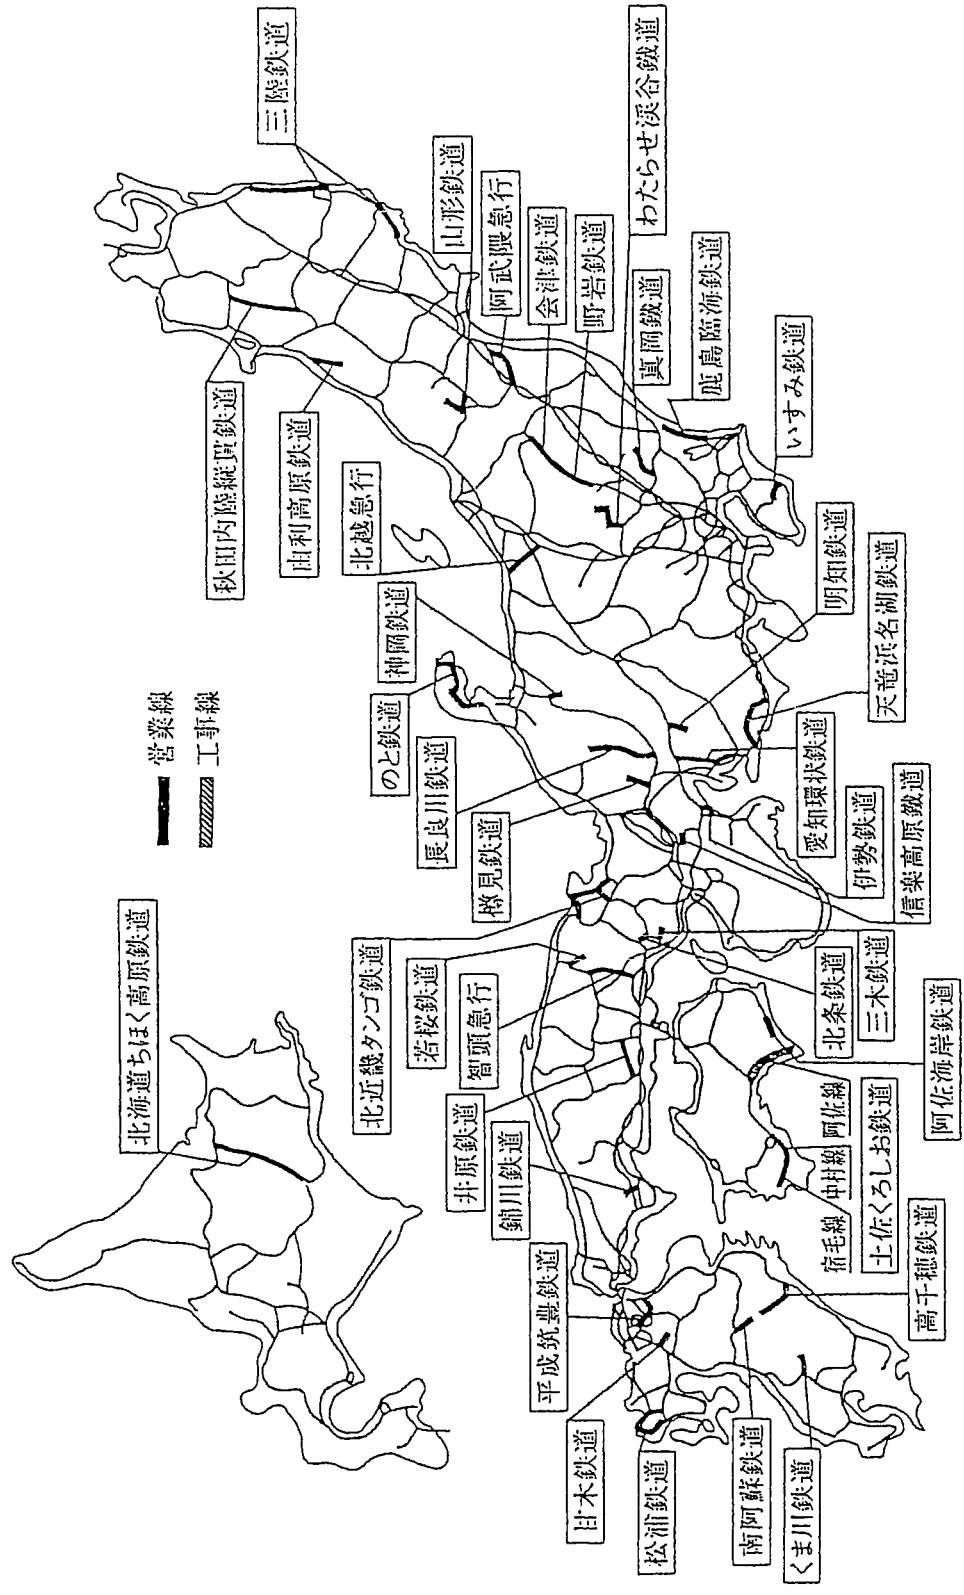 三陸鉄道
山形鉄道
阿武隈急行
会津鉄道
野岩鉄道
わたらせ渓谷鐵道
真岡鐵道
鹿島臨海鉄道
いすみ鉄道
秋田内陸縦貫鉄道
由利高原鉄道
北越急行
神岡鉄道
のと鉄道
長良川鉄道
樽見鉄道
明知鉄道
天竜浜名湖鉄道
愛知環状鉄道
伊勢鉄道
信楽高原鐵道
営業線
工事線
北海道ちほく高原鉄道
北近畿タンゴ鉄道
若桜鉄道
智頭急行
井原鉄道
錦川鉄道
三木鉄道
北条鉄道
阿佐海岸鉄道
阿佐線
中村線
宿毛線
土佐くろしお鉄道
高千穂鉄道
平成筑豊鉄道
甘木鉄道
松浦鉄道
南阿蘇鉄道
くま川鉄道